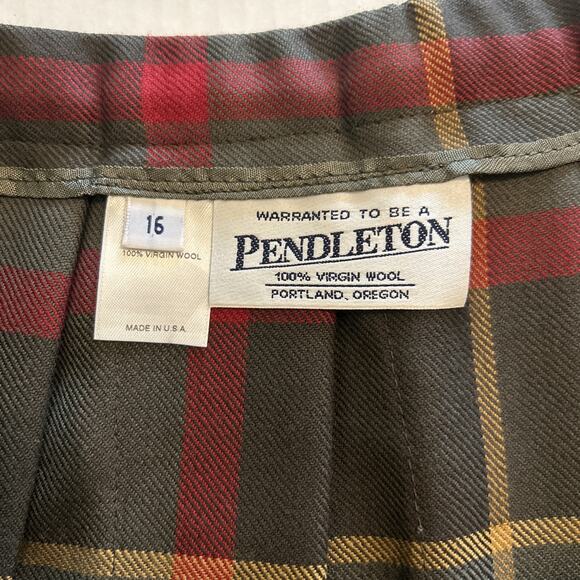 16
100% VIRGIN WOOL
MADE IN U.S.A.
WARRANTED TO BE A
PENDLETON
100% VIRGIN WOOL
PORTLAND, OREGON